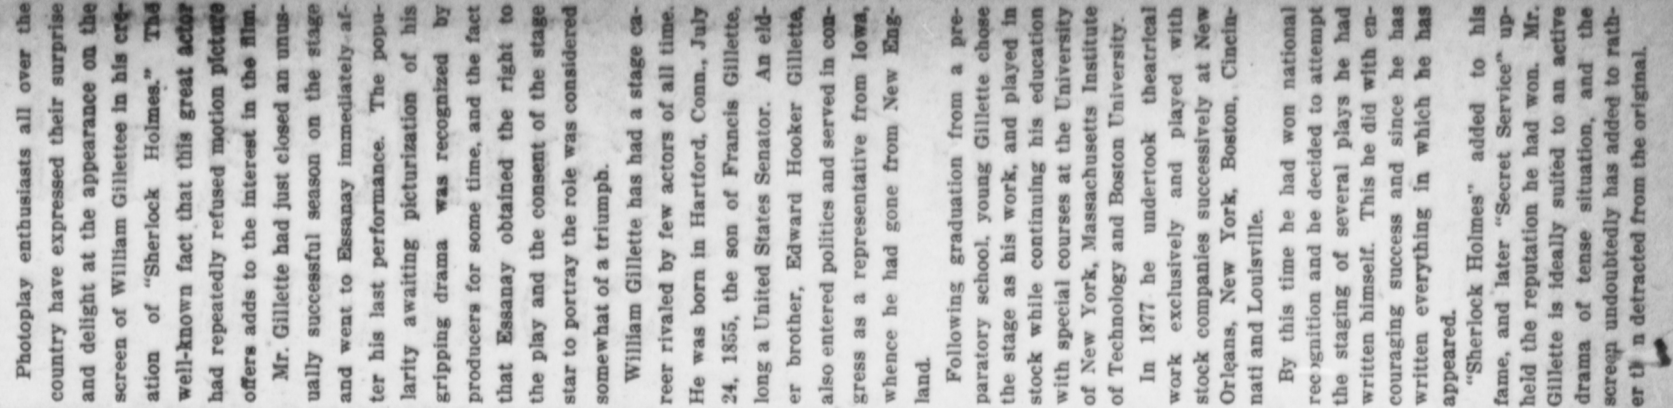 Photoplay enthusiasts all over the
country have expressed their surprise
and delight at the appearance on the
screen of William Gillettee in his cre-
ation of "Sherlock Holmes." The
well-known fact that this great actor
had repeatedly refused motion picture
offers adds to the interest in the film.
Mr. Gillette had just closed an unus-
ually successful season on the stage
and went to Essanay immediately af-
ter his last performance. The popu-
larity awaiting picturization of his
gripping drama was recognized by
producers for some time, and the fact
that Essanay obtained the right to
the play and the consent of the stage
star to portray the role was considered
somewhat of a triumph.
William Gillette has had a stage ca-
reer rivaled by few actors of all time.
He was born in Hartford, Conn., July
24, 1855, the son of Francis Gillette,
long a United States Senator. An eld-
er brother, Edward Hooker Gillette,
also entered politics and served in con-
gress as a representative from Iowa,
whence he had gone from New Eng-
land.
Following graduation from a pre-
paratory school, young Gillette chose
the stage as his work, and played in
stock while continuing his education
with special courses at the University
of New York, Massachusetts Institute
of Technology and Boston University.
In 1877 he undertook theatrical
work exclusively and played with
stock companies successively at New
Orleans, New York, Boston, Cincin-
nati and Louisville.
By this time he had won national
recognition and he decided to attempt
the staging of several plays he had
written himself. This he did with en-
couraging success and since he has
written everything in which he has
appeared.
"Sherlock Holmes" added to his
fame, and later "Secret Service" up-
held the reputation he had won. Mr.
Gillette is ideally suited to an active
drama of tense situation, and the
screen undoubtedly has added to rath-
er th n detracted from the original.